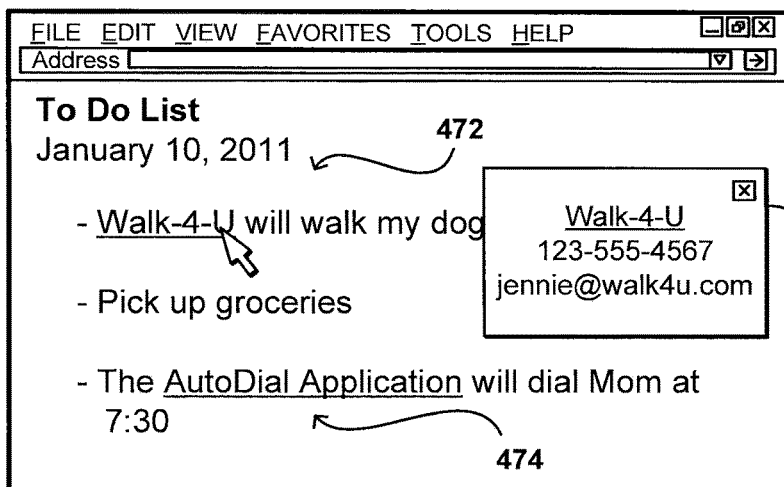 FILE EDIT VIEW FAVORITES TOOLS HELP
Address
To Do List
January 10, 2011
472
- Walk-4-U will walk my dog
Walk-4-U
123-555-4567
jennie@walk4u.com
- Pick up groceries
- The AutoDial Application will dial Mom at
7:30
474